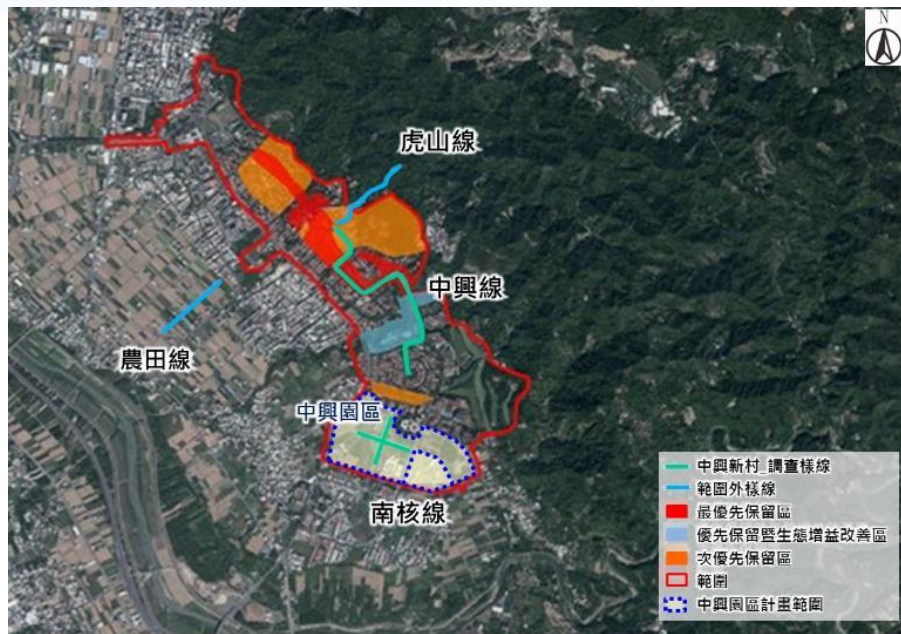 N
虎山線
中興線
農田線
中興園區
南核線
中興新村_調查樣線
範圍外樣線
最優先保留區
優先保留暨生態增益改善區
次優先保留區
範圍
中興園區計畫範圍